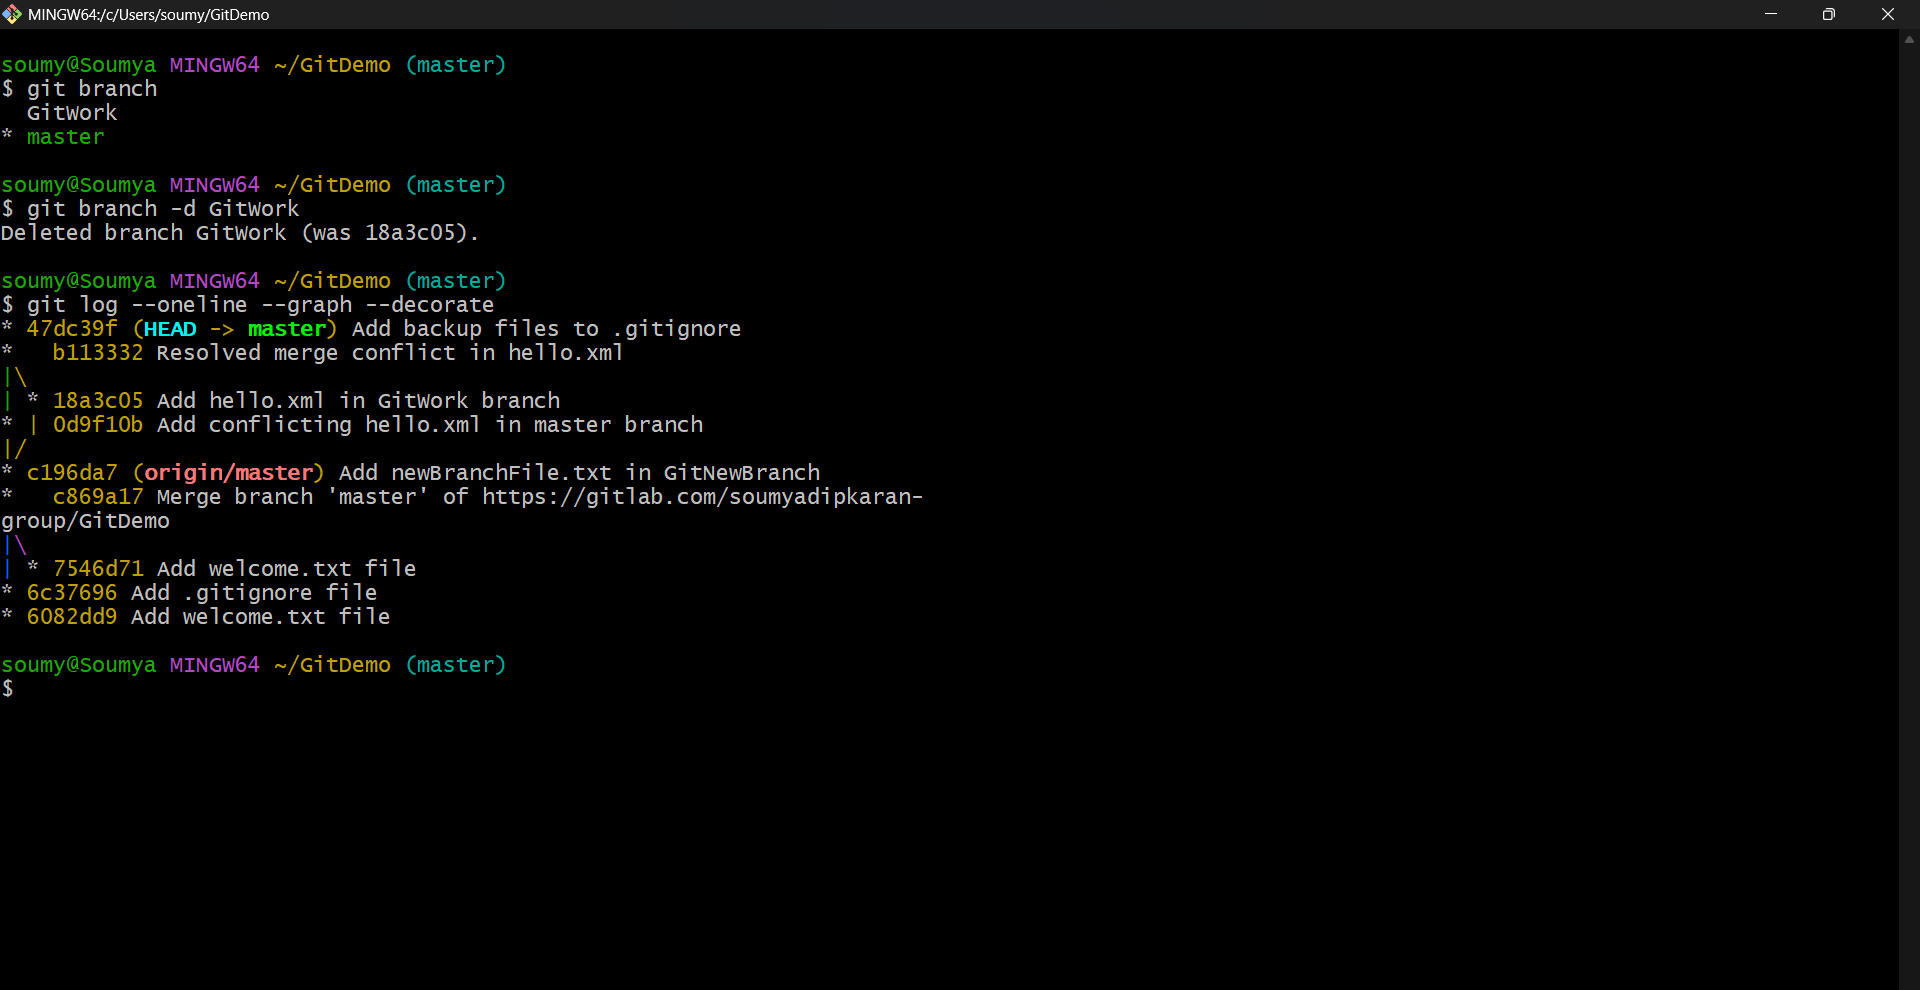 MINGW64:/c/Users/soumy/GitDemo
soumy@Soumya MINGW64 ~/GitDemo (master)
$ git branch
  GitWork
* master
soumy@Soumya MINGW64 ~/GitDemo (master)
$ git branch -d GitWork
Deleted branch GitWork (was 18a3c05).
soumy@Soumya MINGW64 ~/GitDemo (master)
$ git log --oneline --graph --decorate
* 47dc39f (HEAD -> master) Add backup files to .gitignore
*   b113332 Resolved merge conflict in hello.xml
|\
| * 18a3c05 Add hello.xml in GitWork branch
* | 0d9f10b Add conflicting hello.xml in master branch
|/
* c196da7 (origin/master) Add newBranchFile.txt in GitNewBranch
*   c869a17 Merge branch 'master' of https://gitlab.com/soumyadipkaran-
group/GitDemo
|\
| * 7546d71 Add welcome.txt file
* 6c37696 Add .gitignore file
* 6082dd9 Add welcome.txt file
soumy@Soumya MINGW64 ~/GitDemo (master)
$